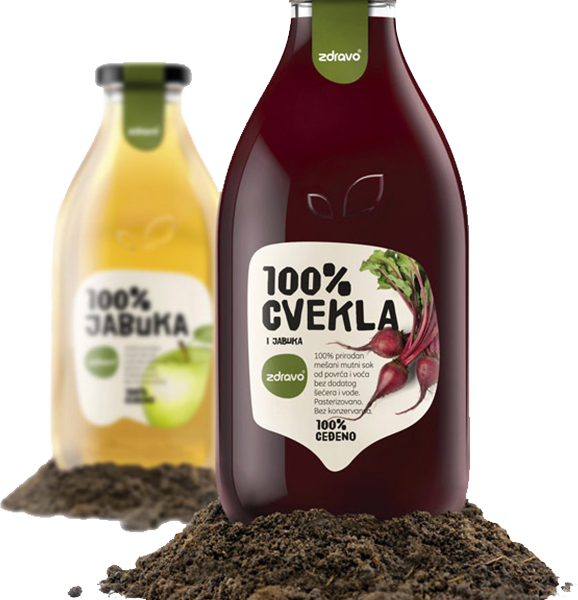 zdravo
zdravo
100%
JABUKA
100%
CVEKLA
I JABUKA
zdravo
100% prirodan
mešani mutni sok
od povrća i voća
bez dodatog
šećera i vode.
Pasterizovano.
Bez konzervanasa.
100%
CEĐENO